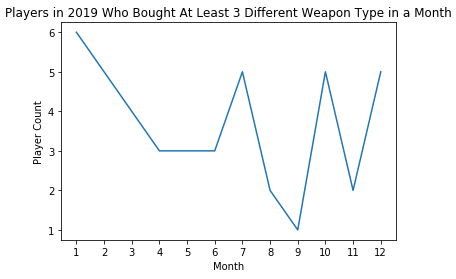 Players in 2019 Who Bought At Least 3 Different Weapon Type in a Month
6
5
4
3
2
1
Player Count
1 2 3 4 5 6 7 8 9 10 11 12
Month